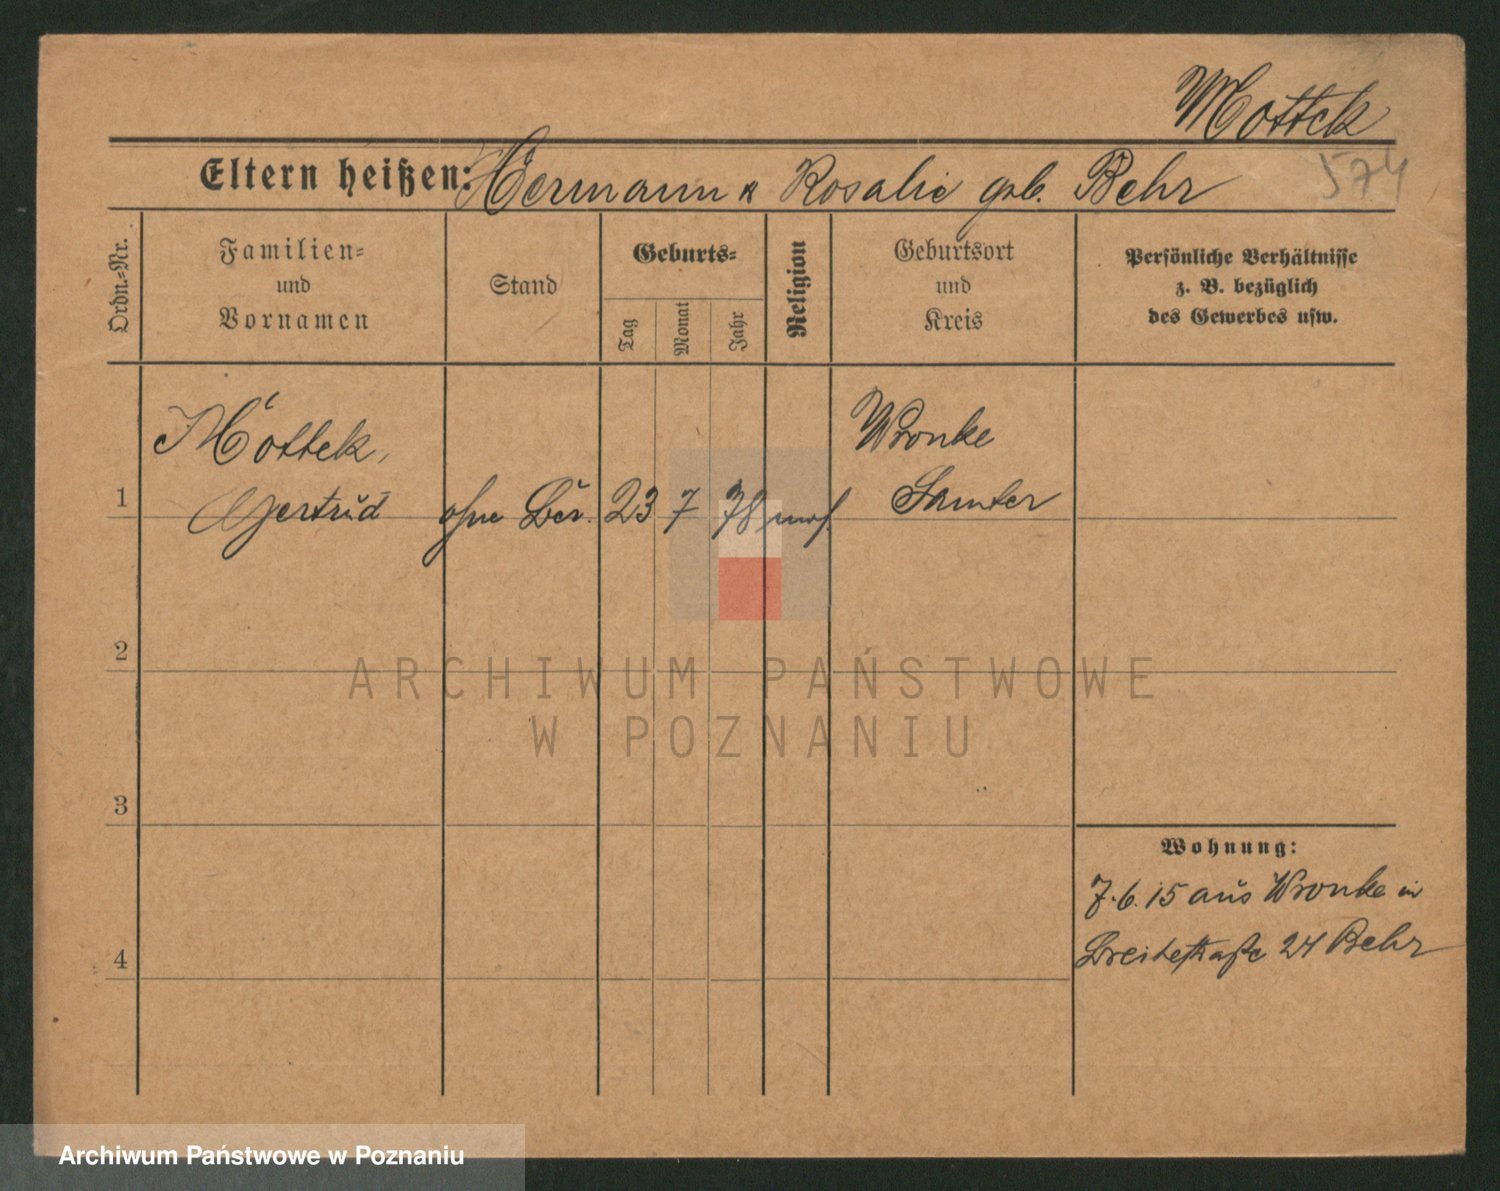 Mottek
574
Eltern heißen: Hermann u Rosalie geb. Behr
Ordn.-Nr.
Familien-
und
Vornamen
Stand
Geburts-
Tag
Monat
Jahr
Religion
Geburtsort
und
Kreis
Persönliche Verhältnisse
z. B. bezüglich
des Gewerbes usw.
Mottek,
Wronke
1 Gertrud ohne Ber. 23 7 78 mos. Samter
2
ARCHIWUM PAŃSTWOWE
W POZNANIU
3
Wohnung:
7.6.15 aus Wronke in
Breitestraße 24 Behr
4
Archiwum Państwowe w Poznaniu